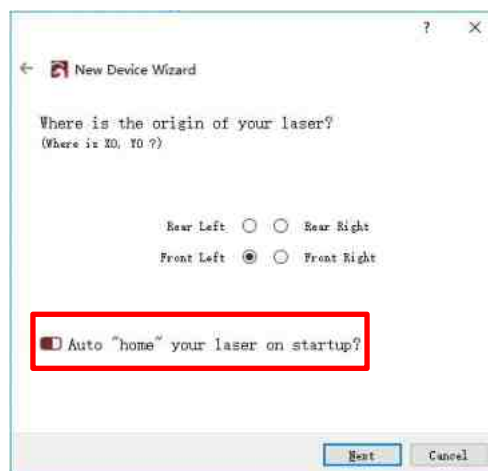 ?
New Device Wizard
Where is the origin of your laser?
(Where is X0, Y0 ?)
Rear Left Rear Right
Front Left Front Right
Auto "home" your laser on startup?
Next Cancel